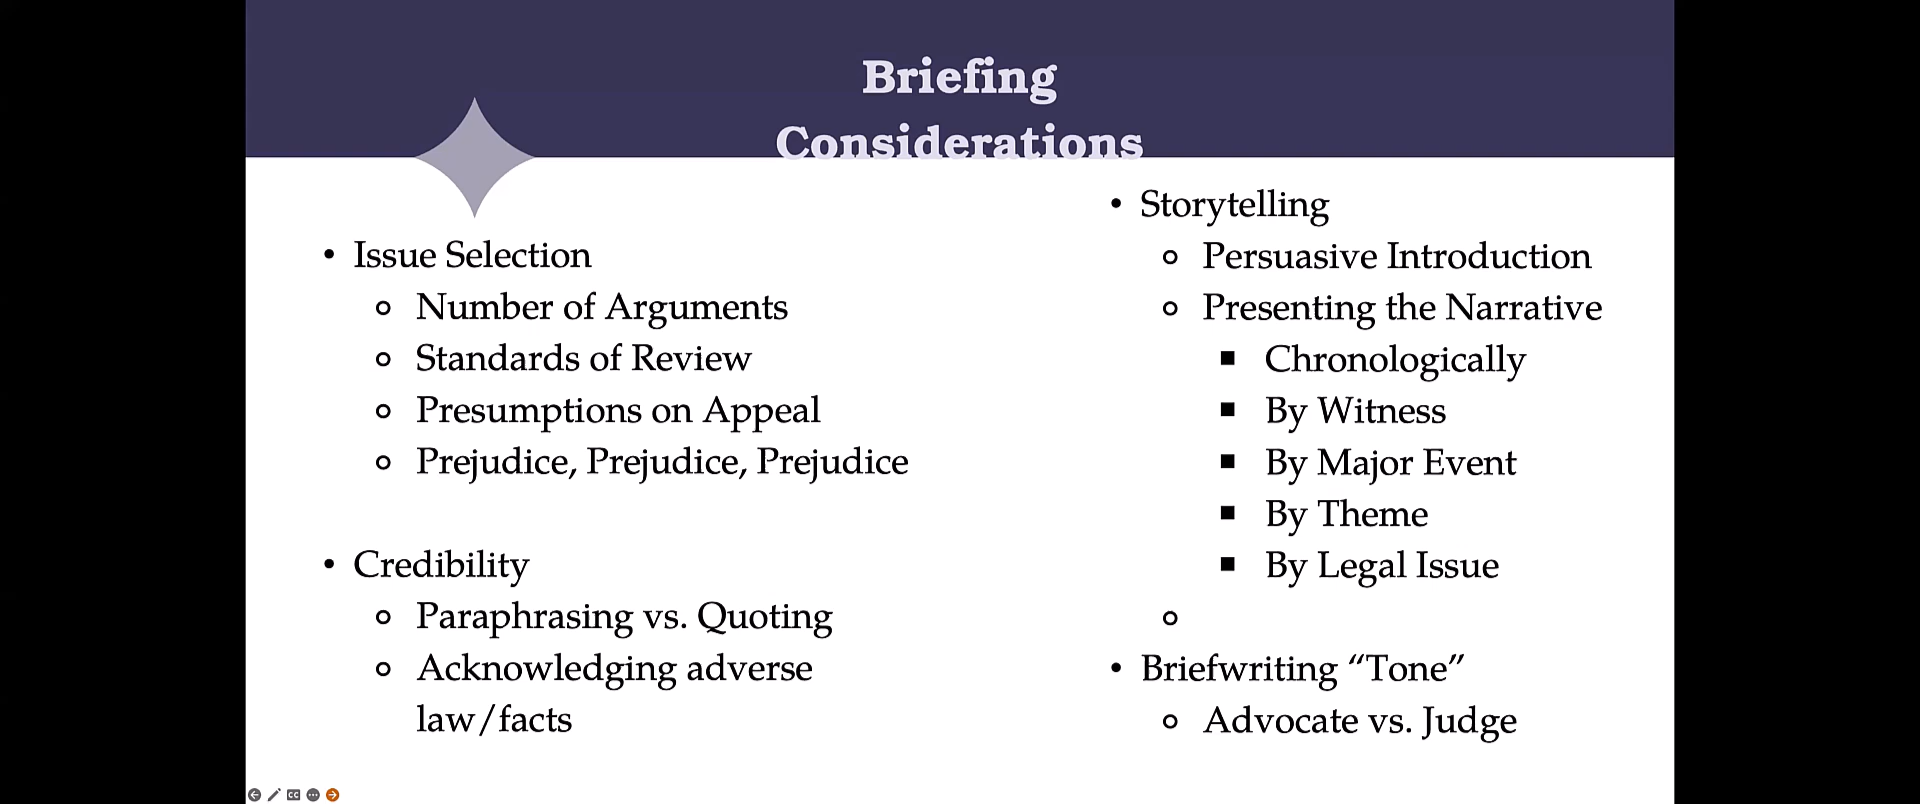 Briefing
Considerations
• Issue Selection
o Number of Arguments
o Standards of Review
o Presumptions on Appeal
o Prejudice, Prejudice, Prejudice
• Credibility
o Paraphrasing vs. Quoting
o Acknowledging adverse
law/facts
• Storytelling
o Persuasive Introduction
o Presenting the Narrative
▪ Chronologically
▪ By Witness
▪ By Major Event
▪ By Theme
▪ By Legal Issue
o
• Briefwriting “Tone”
o Advocate vs. Judge
CC